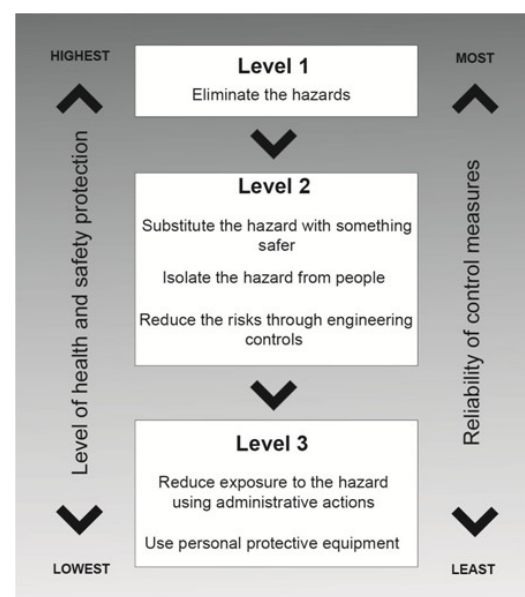 HIGHEST
MOST
Level 1
Eliminate the hazards
Level of health and safety protection
Reliability of control measures
Level 2
Substitute the hazard with something
safer
Isolate the hazard from people
Reduce the risks through engineering
controls
Level 3
Reduce exposure to the hazard
using administrative actions
Use personal protective equipment
LOWEST
LEAST